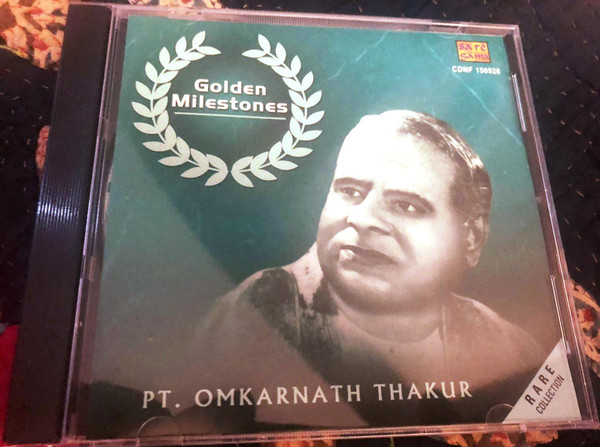 Golden
Milestones
sa re
ga ma
CDNF 150526
PT. OMKARNATH THAKUR
RARE
COLLECTION